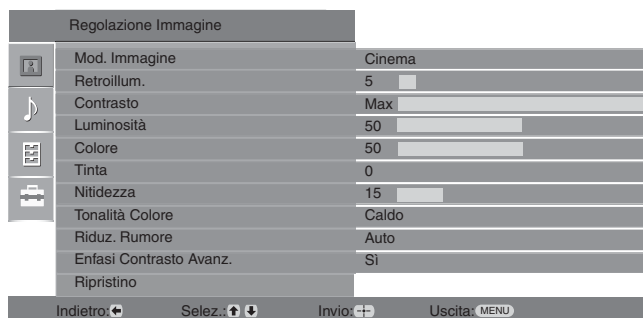 Regolazione Immagine
Mod. Immagine Cinema
Retroillum. 5
Contrasto Max
Luminosità 50
Colore 50
Tinta 0
Nitidezza 15
Tonalità Colore Caldo
Riduz. Rumore Auto
Enfasi Contrasto Avanz. Sì
Ripristino
Indietro: Selez.: Invio: Uscita: MENU